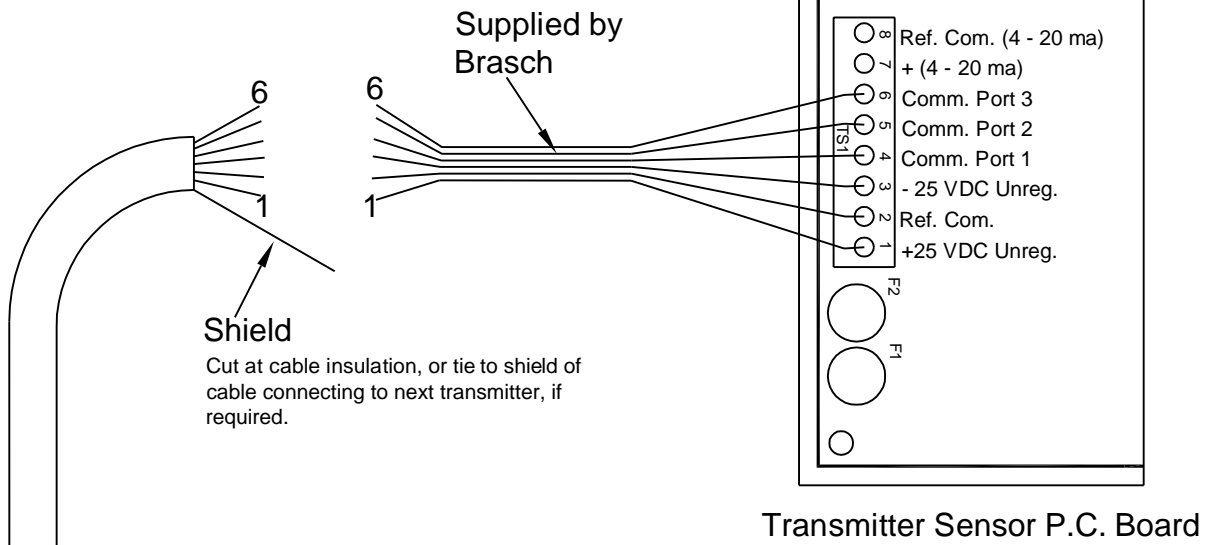 Supplied by
Brasch
6
6
1
1
Shield
Cut at cable insulation, or tie to shield of
cable connecting to next transmitter, if
required.
TS1
8 Ref. Com. (4 - 20 ma)
7 + (4 - 20 ma)
6 Comm. Port 3
5 Comm. Port 2
4 Comm. Port 1
3 - 25 VDC Unreg.
2 Ref. Com.
1 +25 VDC Unreg.
F2
F1
Transmitter Sensor P.C. Board